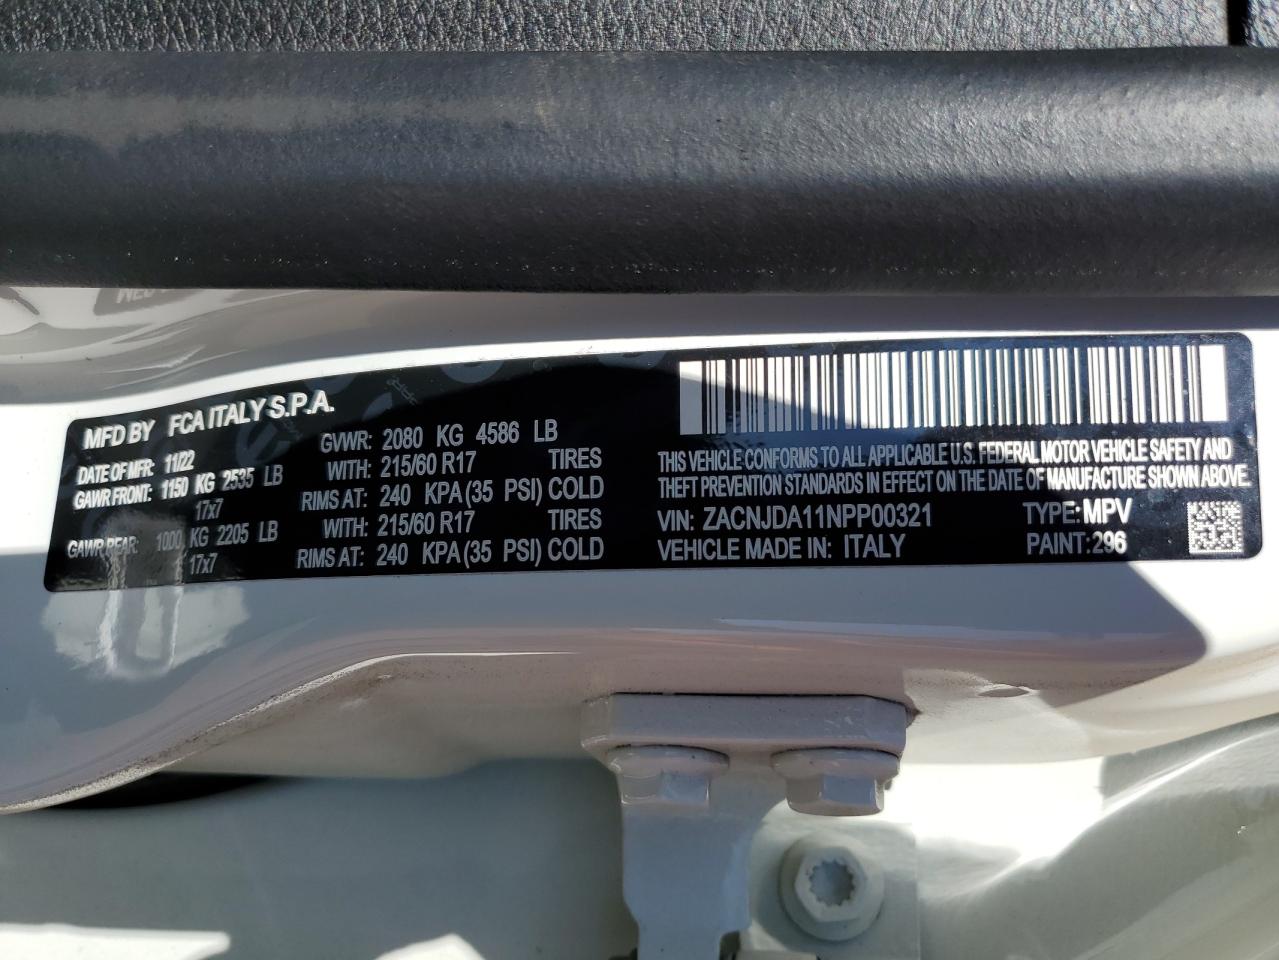 MFD BY FCA ITALY S.P.A.
DATE OF MFR: 11/22 GVWR: 2080 KG 4586 LB
GAWR FRONT: 1150 KG 2535 LB WITH: 215/60 R17 TIRES
17x7 RIMS AT: 240 KPA (35 PSI) COLD
GAWR REAR: 1000 KG 2205 LB WITH: 215/60 R17 TIRES
17x7 RIMS AT: 240 KPA (35 PSI) COLD
THIS VEHICLE CONFORMS TO ALL APPLICABLE U.S. FEDERAL MOTOR VEHICLE SAFETY AND
THEFT PREVENTION STANDARDS IN EFFECT ON THE DATE OF MANUFACTURE SHOWN ABOVE.
VIN: ZACNJDA11NPP00321 TYPE: MPV
VEHICLE MADE IN: ITALY PAINT: 296